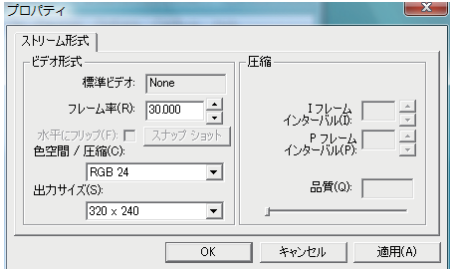 プロパティ
ストリーム形式
ビデオ形式
標準ビデオ: None
フレーム率(R): 30.000
水平にフリップ(F): スナップ ショット
色空間 / 圧縮(C):
RGB 24
出力サイズ(S):
320 x 240
圧縮
I フレーム
インターバル(I):
P フレーム
インターバル(P):
品質(Q):
OK キャンセル 適用(A)